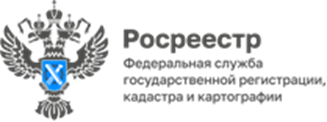 Росреестр
Федеральная служба
государственной регистрации,
кадастра и картографии